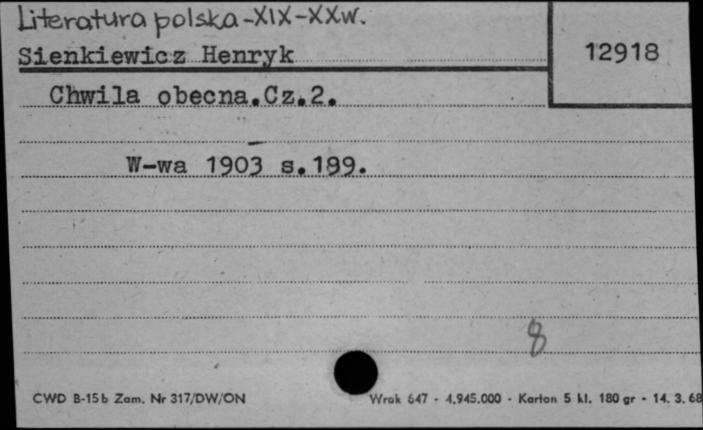 Literatura polska-XIX-XXw.
Sienkiewicz Henryk
12918
Chwila obecna.Cz.2.
W-wa 1903 s.199.
8
CWD B-15b Zam. Nr 317/DW/ON
Wrak 647 - 4.945.000 - Karton 5 kl. 180 gr - 14. 3. 68